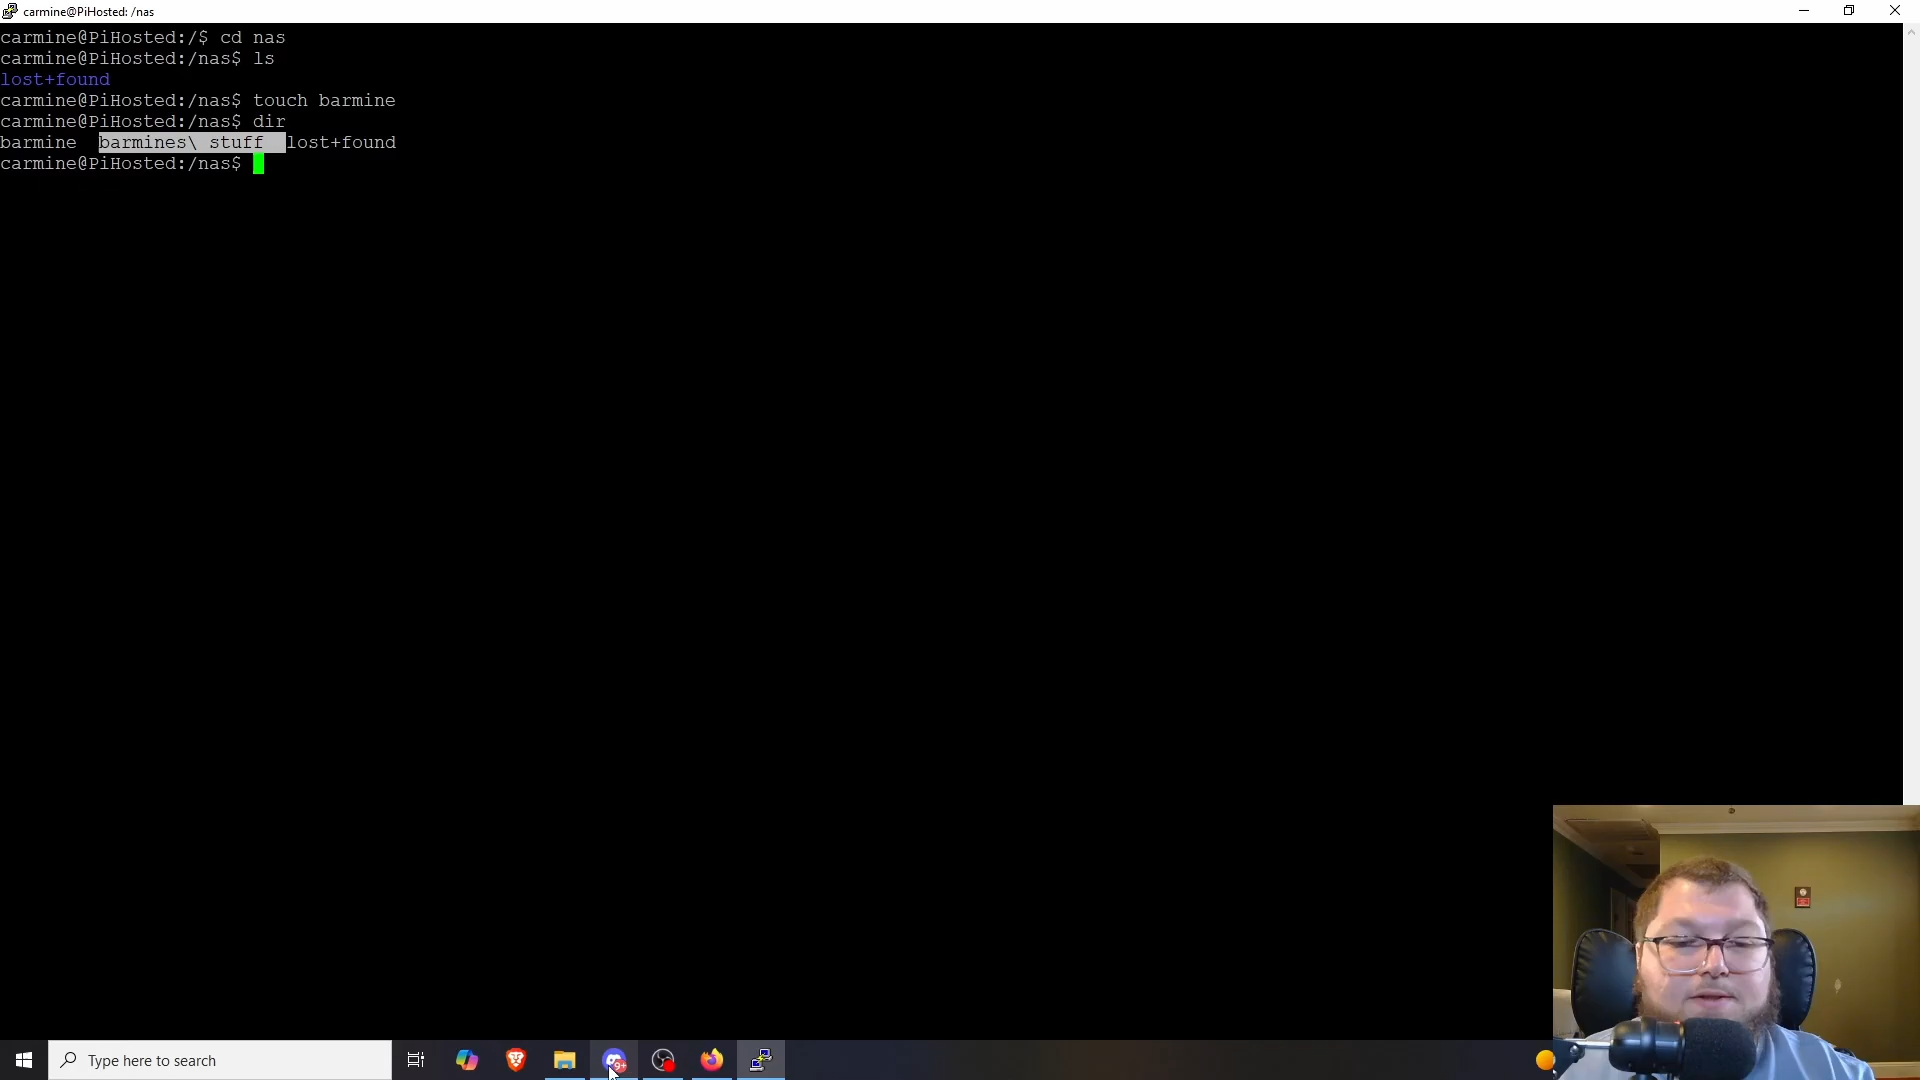 carmine@PiHosted: /nas
carmine@PiHosted:/$ cd nas
carmine@PiHosted:/nas$ ls
lost+found
carmine@PiHosted:/nas$ touch barmine
carmine@PiHosted:/nas$ dir
barmine  barmines\ stuff  lost+found
carmine@PiHosted:/nas$
Type here to search
9+